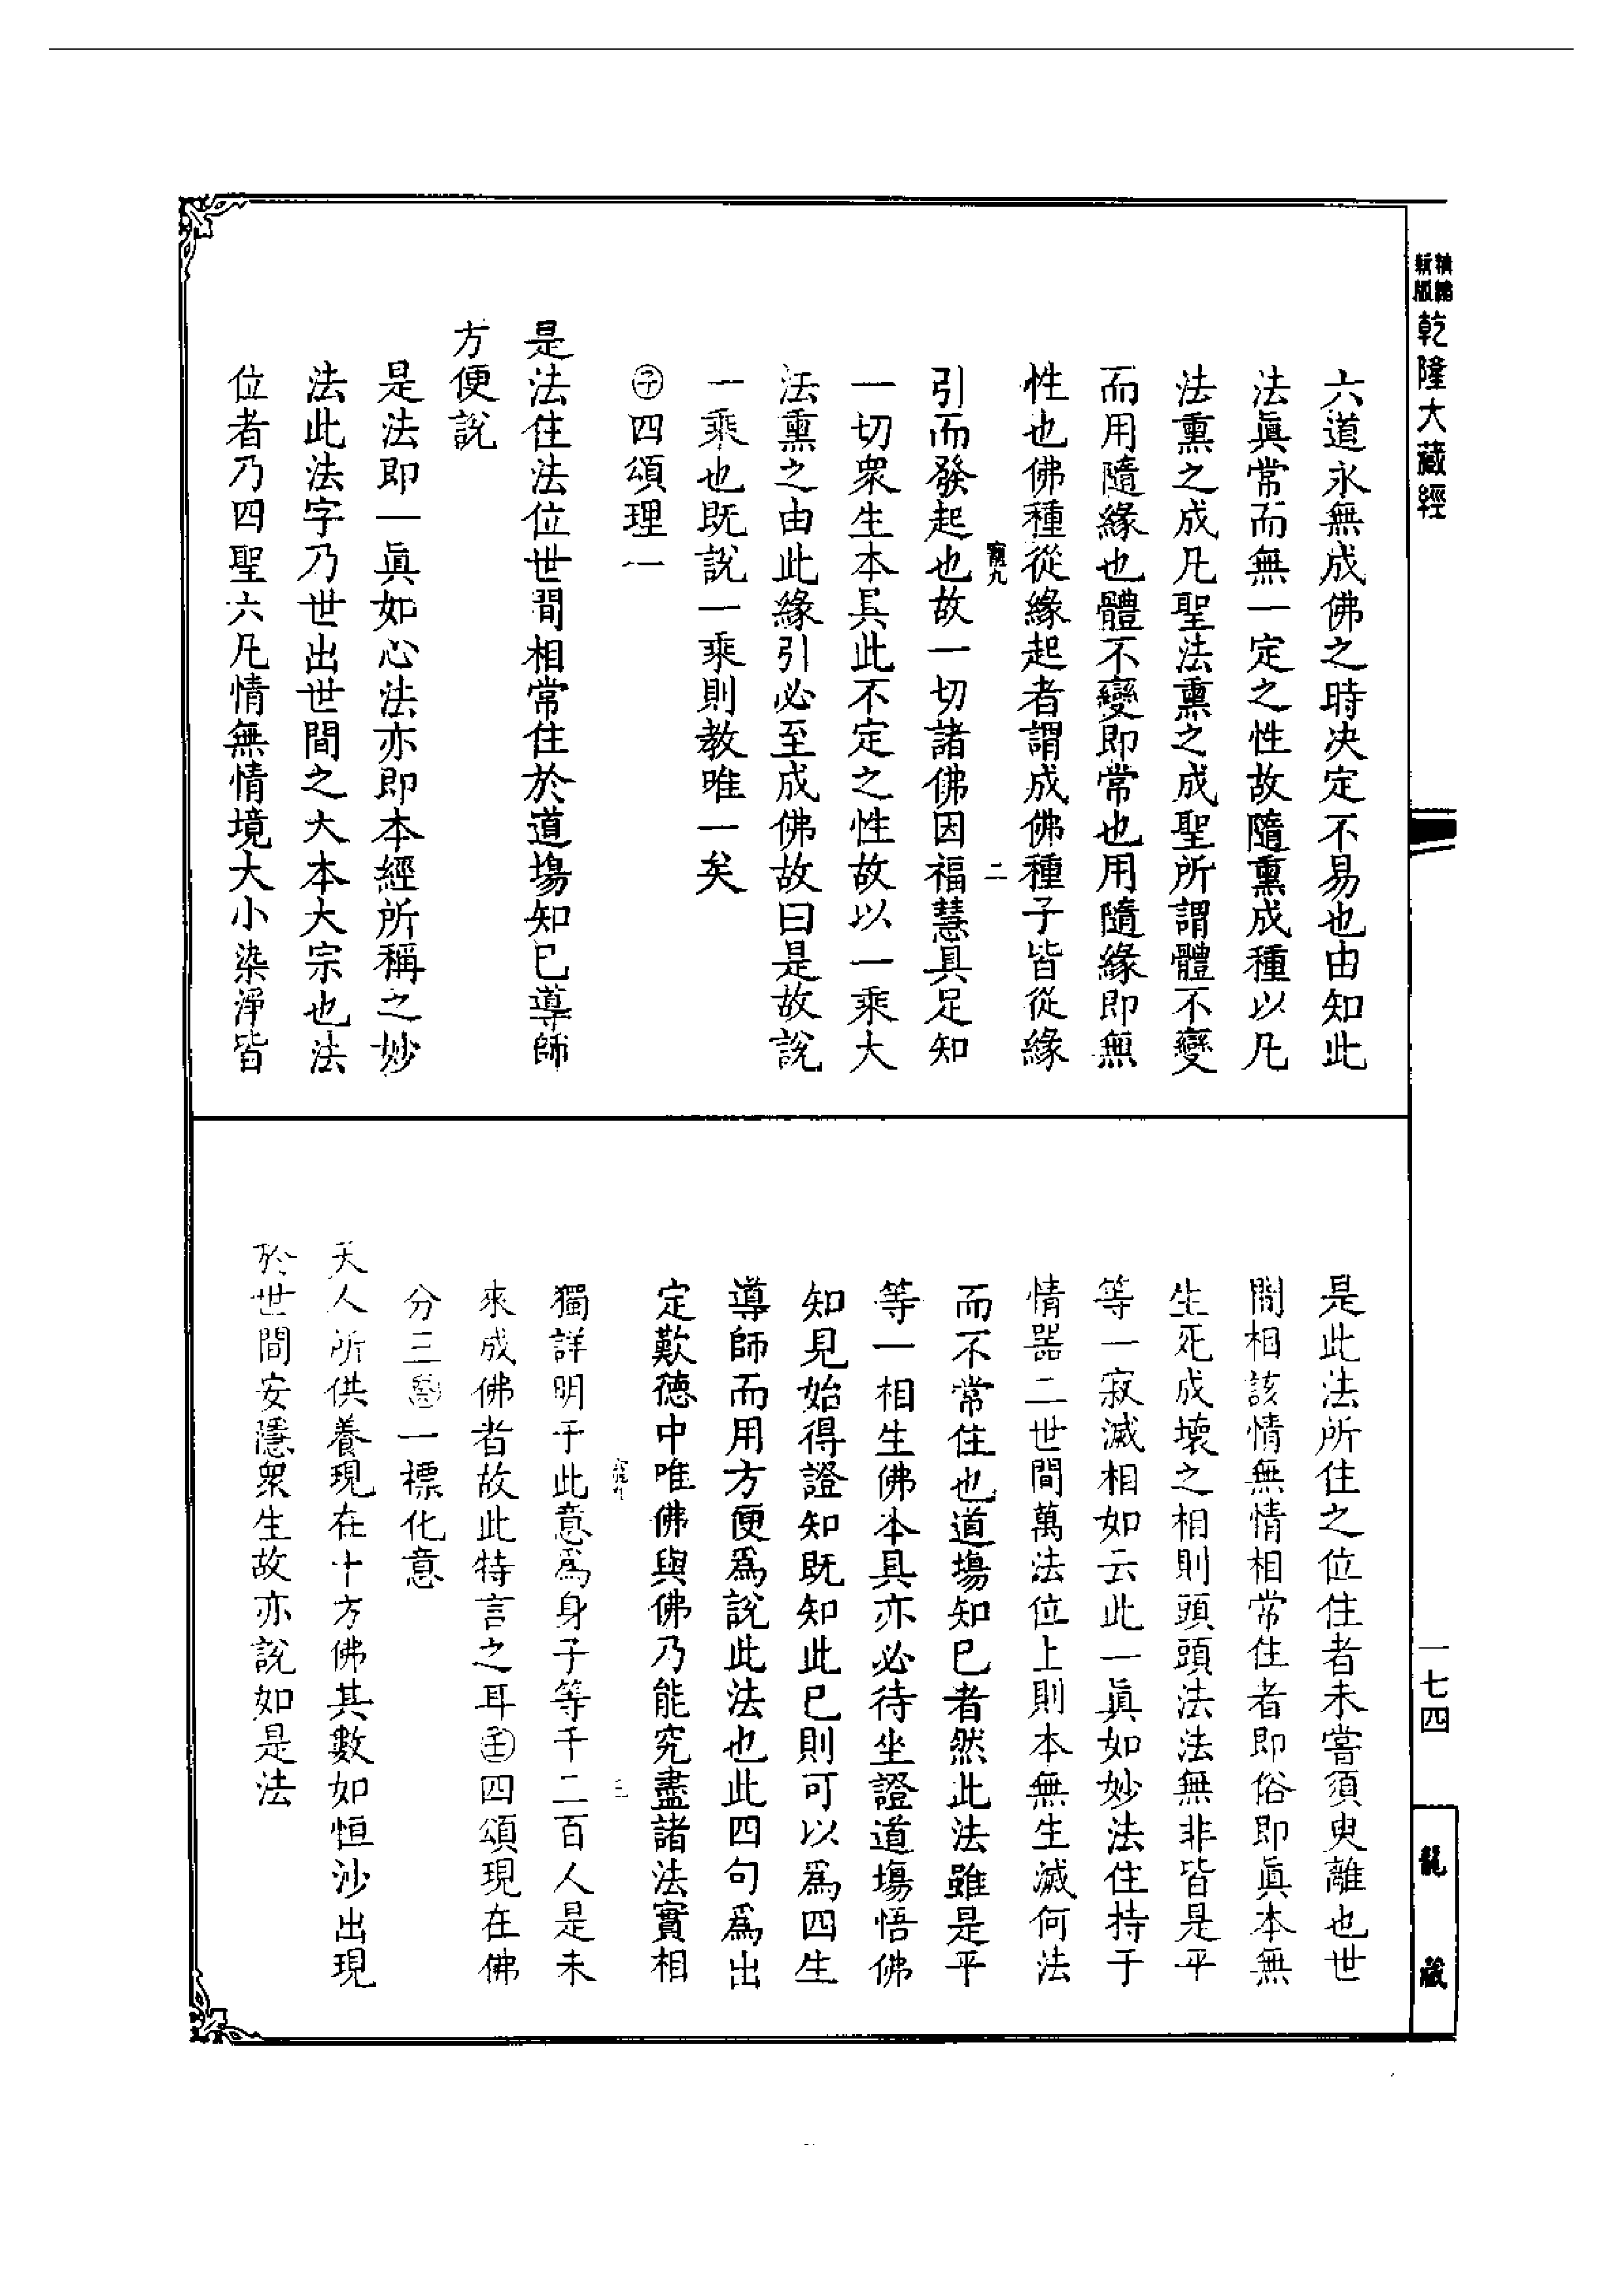 精編
新版
乾隆大藏經
六道永無成佛之時決定不易也由知此
法眞常而無一定之性故隨熏成種以凡
法熏之成凡聖法熏之成聖所謂體不變
而用隨緣也體不變即常也用隨緣即無
性也佛種從緣起者謂成佛種子皆從緣
二
引而發起也故一切諸佛因福慧具足知
一切衆生本具此不定之性故以一乘大
法熏之由此緣引必至成佛故曰是故說
一乘也既說一乘則教唯一矣
㊀四頌理一
是法住法位世間相常住於道塲知已導師
方便說
是法即一眞如心法亦即本經所稱之妙
法此法字乃世出世間之大本大宗也法
位者乃四聖六凡情無情境大小染淨皆
是此法所住之位住者未嘗須臾離也世
間相該情無情相常住者即俗即眞本無
生死成壞之相則頭頭法法無非皆是平
等一寂滅相如云此一眞如妙法住持于
情器二世間萬法位上則本無生滅何法
而不常住也道塲知已者然此法雖是平
等一相生佛本具亦必待坐證道塲悟佛
知見始得證知既知此已則可以爲四生
導師而用方便爲說此法也此四句爲出
定歎德中唯佛與佛乃能究盡諸法實相
三
獨詳明于此意爲身子等千二百人是未
來成佛者故此特言之耳㊀四頌現在佛
分三一標化意
天人所供養現在十方佛其數如恒沙出現
於世間安隱衆生故亦說如是法
一七四
龍藏